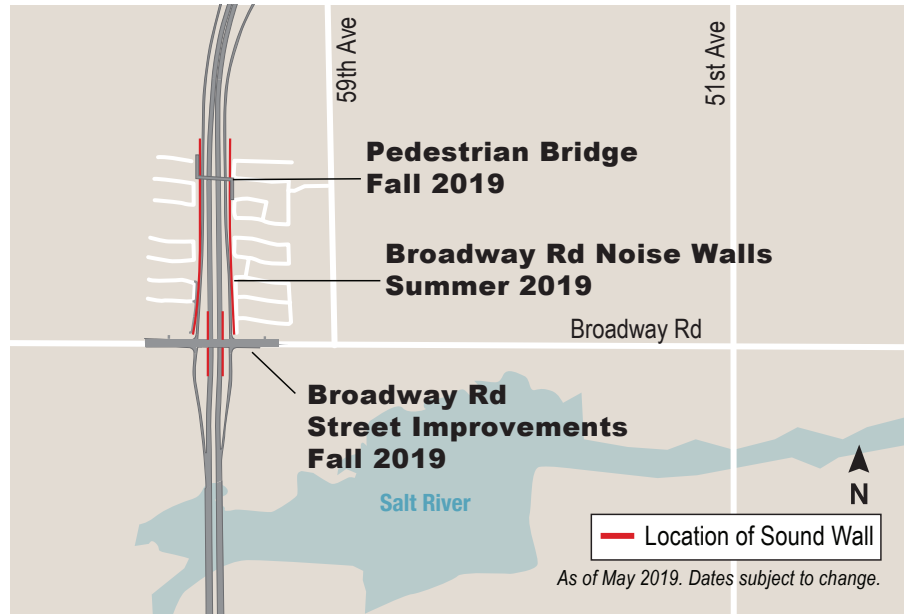 59th Ave
51st Ave
Pedestrian Bridge
Fall 2019
Broadway Rd Noise Walls
Summer 2019
Broadway Rd
Broadway Rd
Street Improvements
Fall 2019
Salt River
N
Location of Sound Wall
As of May 2019. Dates subject to change.